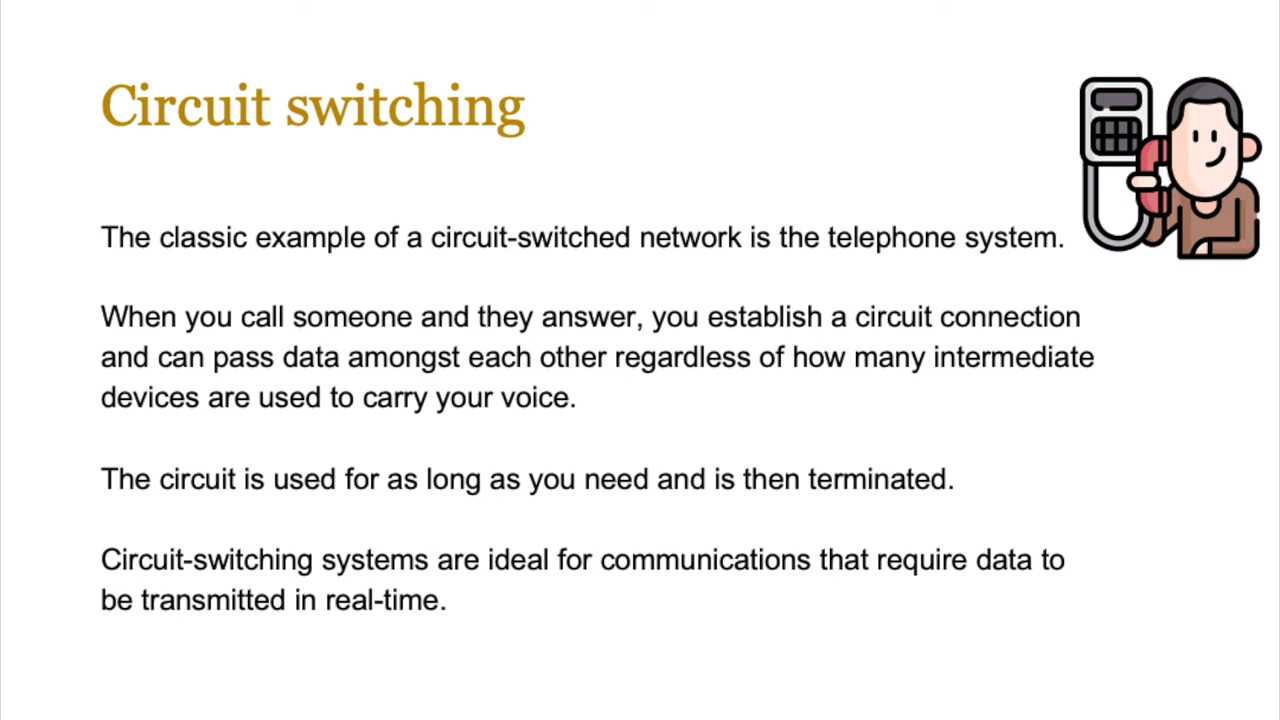 Circuit switching
The classic example of a circuit-switched network is the telephone system.
When you call someone and they answer, you establish a circuit connection
and can pass data amongst each other regardless of how many intermediate
devices are used to carry your voice.
The circuit is used for as long as you need and is then terminated.
Circuit-switching systems are ideal for communications that require data to
be transmitted in real-time.